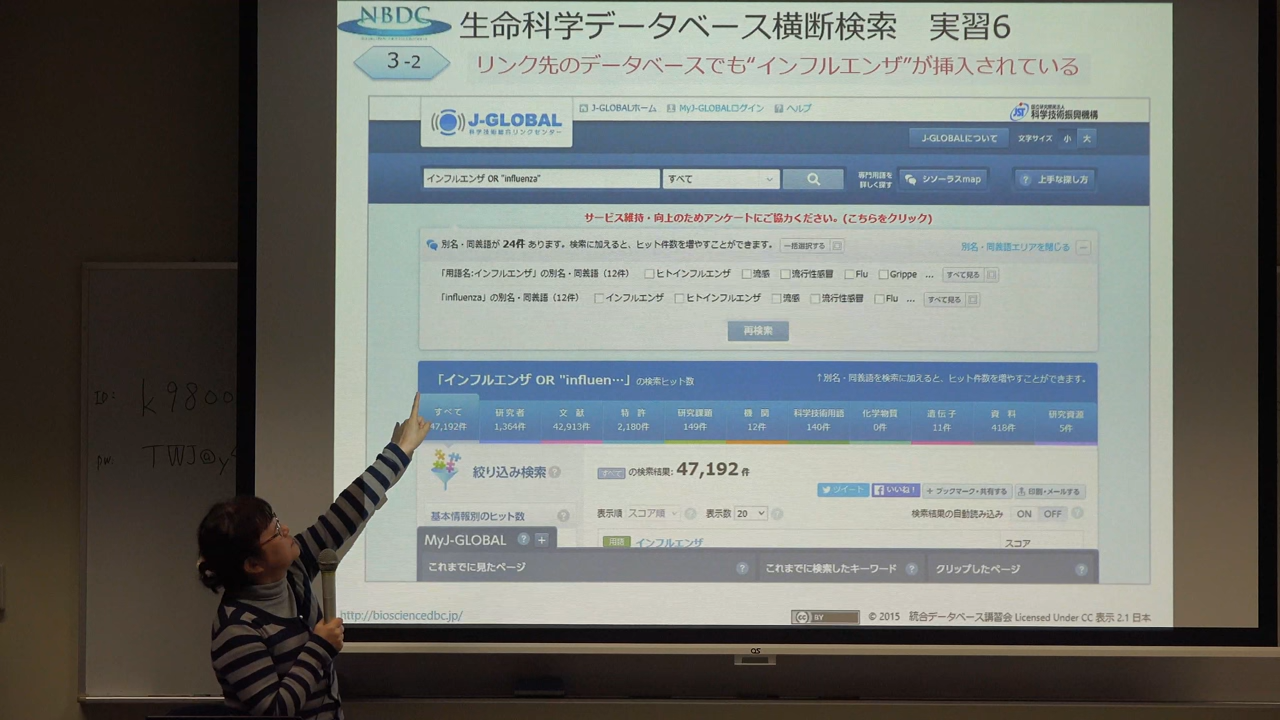 NBDC
生命科学データベース横断検索 実習6
3-2
リンク先のデータベースでも“インフルエンザ”が挿入されている
J-GLOBAL
科学技術総合リンクセンター
J-GLOBALホーム MyJ-GLOBALログイン ヘルプ
JST 国立研究開発法人 科学技術振興機構
J-GLOBALについて 文字サイズ 小 大
インフルエンザ OR "influenza" すべて 専門用語を 詳しく探す シソーラスmap ? 上手な探し方
サービス維持・向上のためアンケートにご協力ください。(こちらをクリック)
別名・同義語が 24件 あります。検索に加えると、ヒット件数を増やすことができます。 一括選択する 別名・同義語エリアを閉じる
「用語名:インフルエンザ」の別名・同義語（12件） ヒトインフルエンザ 流感 流行性感冒 Flu Grippe ... すべて見る
「influenza」の別名・同義語（12件） インフルエンザ ヒトインフルエンザ 流感 流行性感冒 Flu ... すべて見る
再検索
「インフルエンザ OR "influen…」の検索ヒット数 ↑別名・同義語を検索に加えると、ヒット件数を増やすことができます。
すべて 研究者 文 献 特 許 研究課題 機 関 科学技術用語 化学物質 遺伝子 資 料 研究資源
47,192件 1,364件 42,913件 2,180件 149件 12件 140件 0件 11件 418件 5件
絞り込み検索 ? すべて の検索結果: 47,192 件
ツイート いいね！ + ブックマーク・共有する 印刷・メールする
基本情報別のヒット数 ? 表示順 スコア順 ? 表示数 20 ? 検索結果の自動読み込み ON OFF ?
MyJ-GLOBAL ? + 用語 インフルエンザ スコア
これまでに見たページ ? これまでに検索したキーワード ? クリップしたページ ?
http://biosciencedbc.jp/ cc BY © 2015 統合データベース講習会 Licensed Under CC 表示 2.1 日本
ID: k9800
PW: TWJ@y